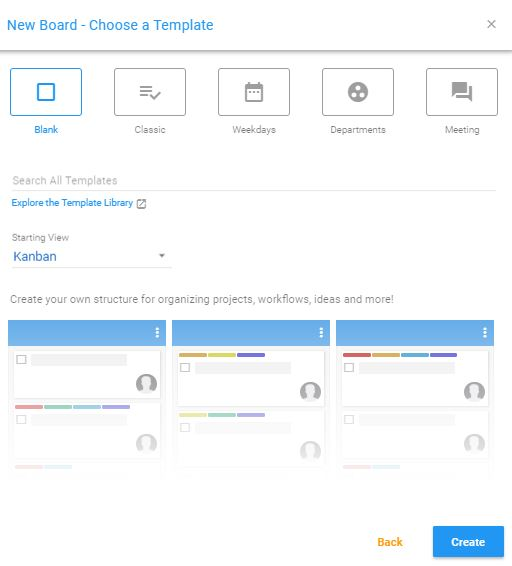 New Board - Choose a Template
Blank
Classic
Weekdays
Departments
Meeting
Search All Templates
Explore the Template Library
Starting View
Kanban
Create your own structure for organizing projects, workflows, ideas and more!
Back
Create